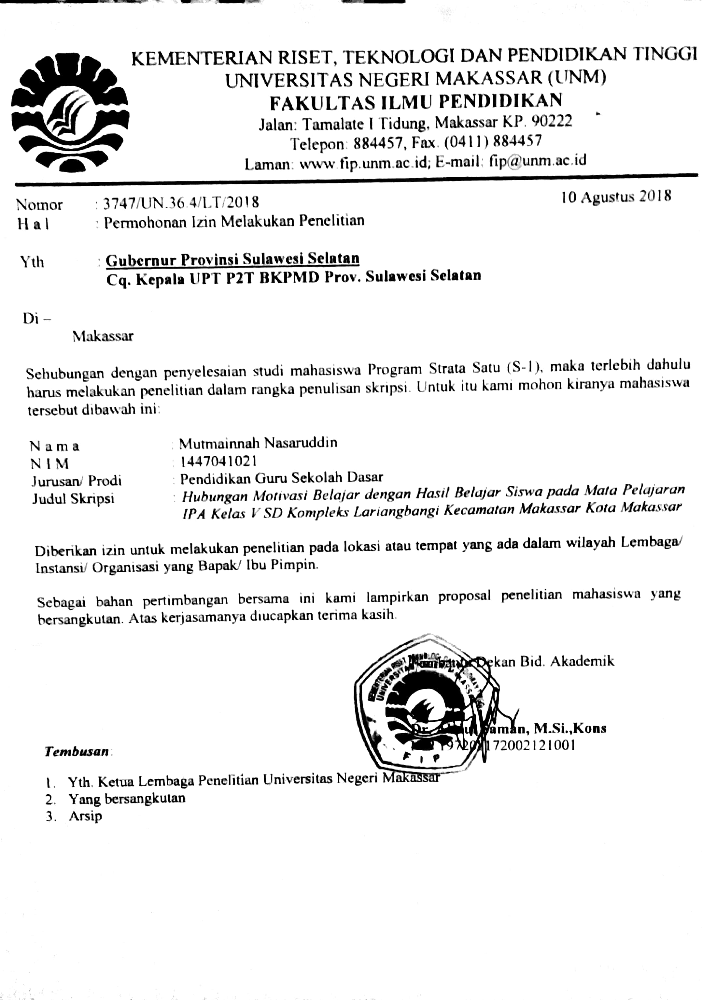 KEMENTERIAN RISET, TEKNOLOGI DAN PENDIDIKAN TINGGI
UNIVERSITAS NEGERI MAKASSAR (UNM)
FAKULTAS ILMU PENDIDIKAN
Jalan: Tamalate I Tidung, Makassar KP. 90222
Telepon: 884457, Fax. (0411) 884457
Laman: www.fip.unm.ac.id; E-mail: fip@unm.ac.id
Nomor : 3747/UN.36.4/LT/2018 10 Agustus 2018
H a l : Permohonan Izin Melakukan Penelitian
Yth : Gubernur Provinsi Sulawesi Selatan
Cq. Kepala UPT P2T BKPMD Prov. Sulawesi Selatan
Di –
Makassar
Sehubungan dengan penyelesaian studi mahasiswa Program Strata Satu (S-1), maka terlebih dahulu
harus melakukan penelitian dalam rangka penulisan skripsi. Untuk itu kami mohon kiranya mahasiswa
tersebut dibawah ini:
N a m a : Mutmainnah Nasaruddin
N I M : 1447041021
Jurusan/ Prodi : Pendidikan Guru Sekolah Dasar
Judul Skripsi : Hubungan Motivasi Belajar dengan Hasil Belajar Siswa pada Mata Pelajaran
IPA Kelas V SD Kompleks Lariangbangi Kecamatan Makassar Kota Makassar
Diberikan izin untuk melakukan penelitian pada lokasi atau tempat yang ada dalam wilayah Lembaga/
Instansi/ Organisasi yang Bapak/ Ibu Pimpin.
Sebagai bahan pertimbangan bersama ini kami lampirkan proposal penelitian mahasiswa yang
bersangkutan. Atas kerjasamanya diucapkan terima kasih.
Dekan Bid. Akademik
Dr. Saman, M.Si.,Kons
172002121001
F I P
Tembusan:
1. Yth. Ketua Lembaga Penelitian Universitas Negeri Makassar
2. Yang bersangkutan
3. Arsip